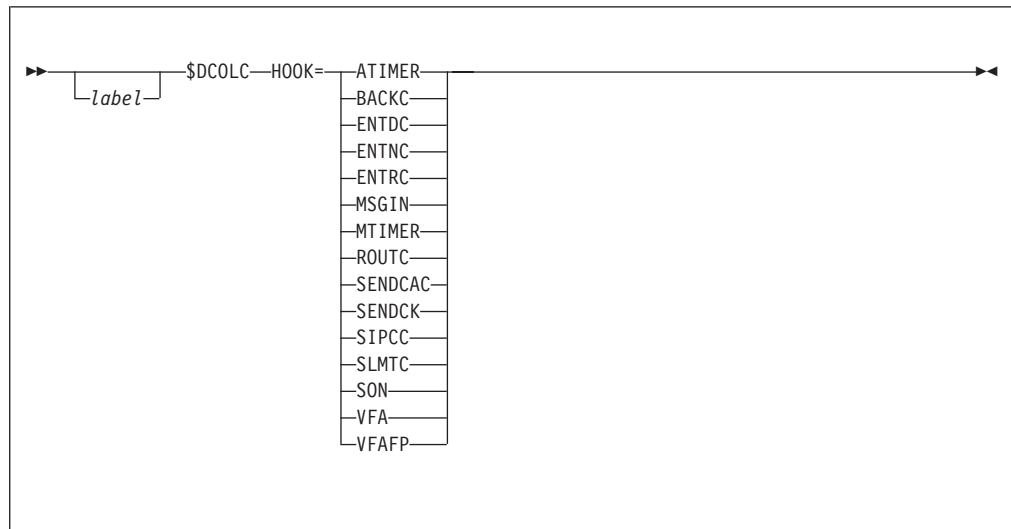 $DCOLC HOOK= ATIMER
label BACKC
ENTDC
ENTNC
ENTRC
MSGIN
MTIMER
ROUTC
SENDCAC
SENDCK
SIPCC
SLMTC
SON
VFA
VFAFP